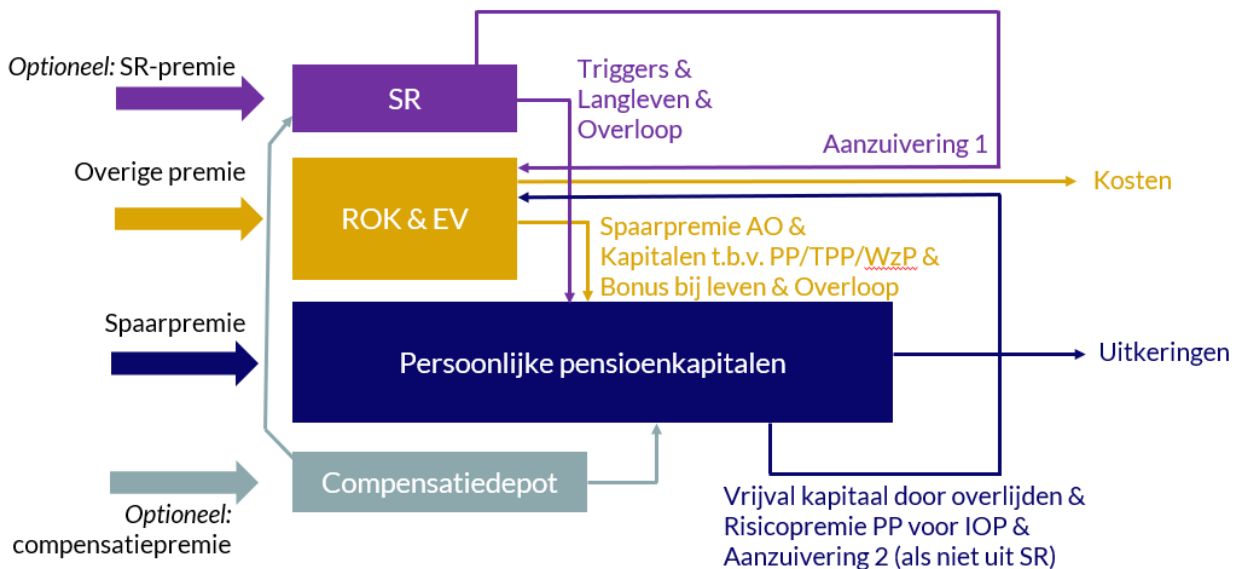 Optioneel: SR-premie
SR
Triggers &
Langleven &
Overloop
Aanzuivering 1
Overige premie
ROK & EV
Kosten
Spaarpremie AO &
Kapitalen t.b.v. PP/TPP/WzP &
Bonus bij leven & Overloop
Spaarpremie
Persoonlijke pensioenkapitalen
Uitkeringen
Compensatiedepot
Optioneel:
compensatiepremie
Vrijval kapitaal door overlijden &
Risicopremie PP voor IOP &
Aanzuivering 2 (als niet uit SR)